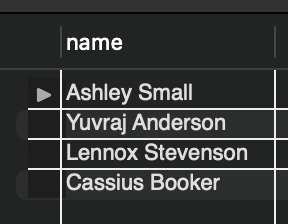 name
Ashley Small
Yuvraj Anderson
Lennox Stevenson
Cassius Booker